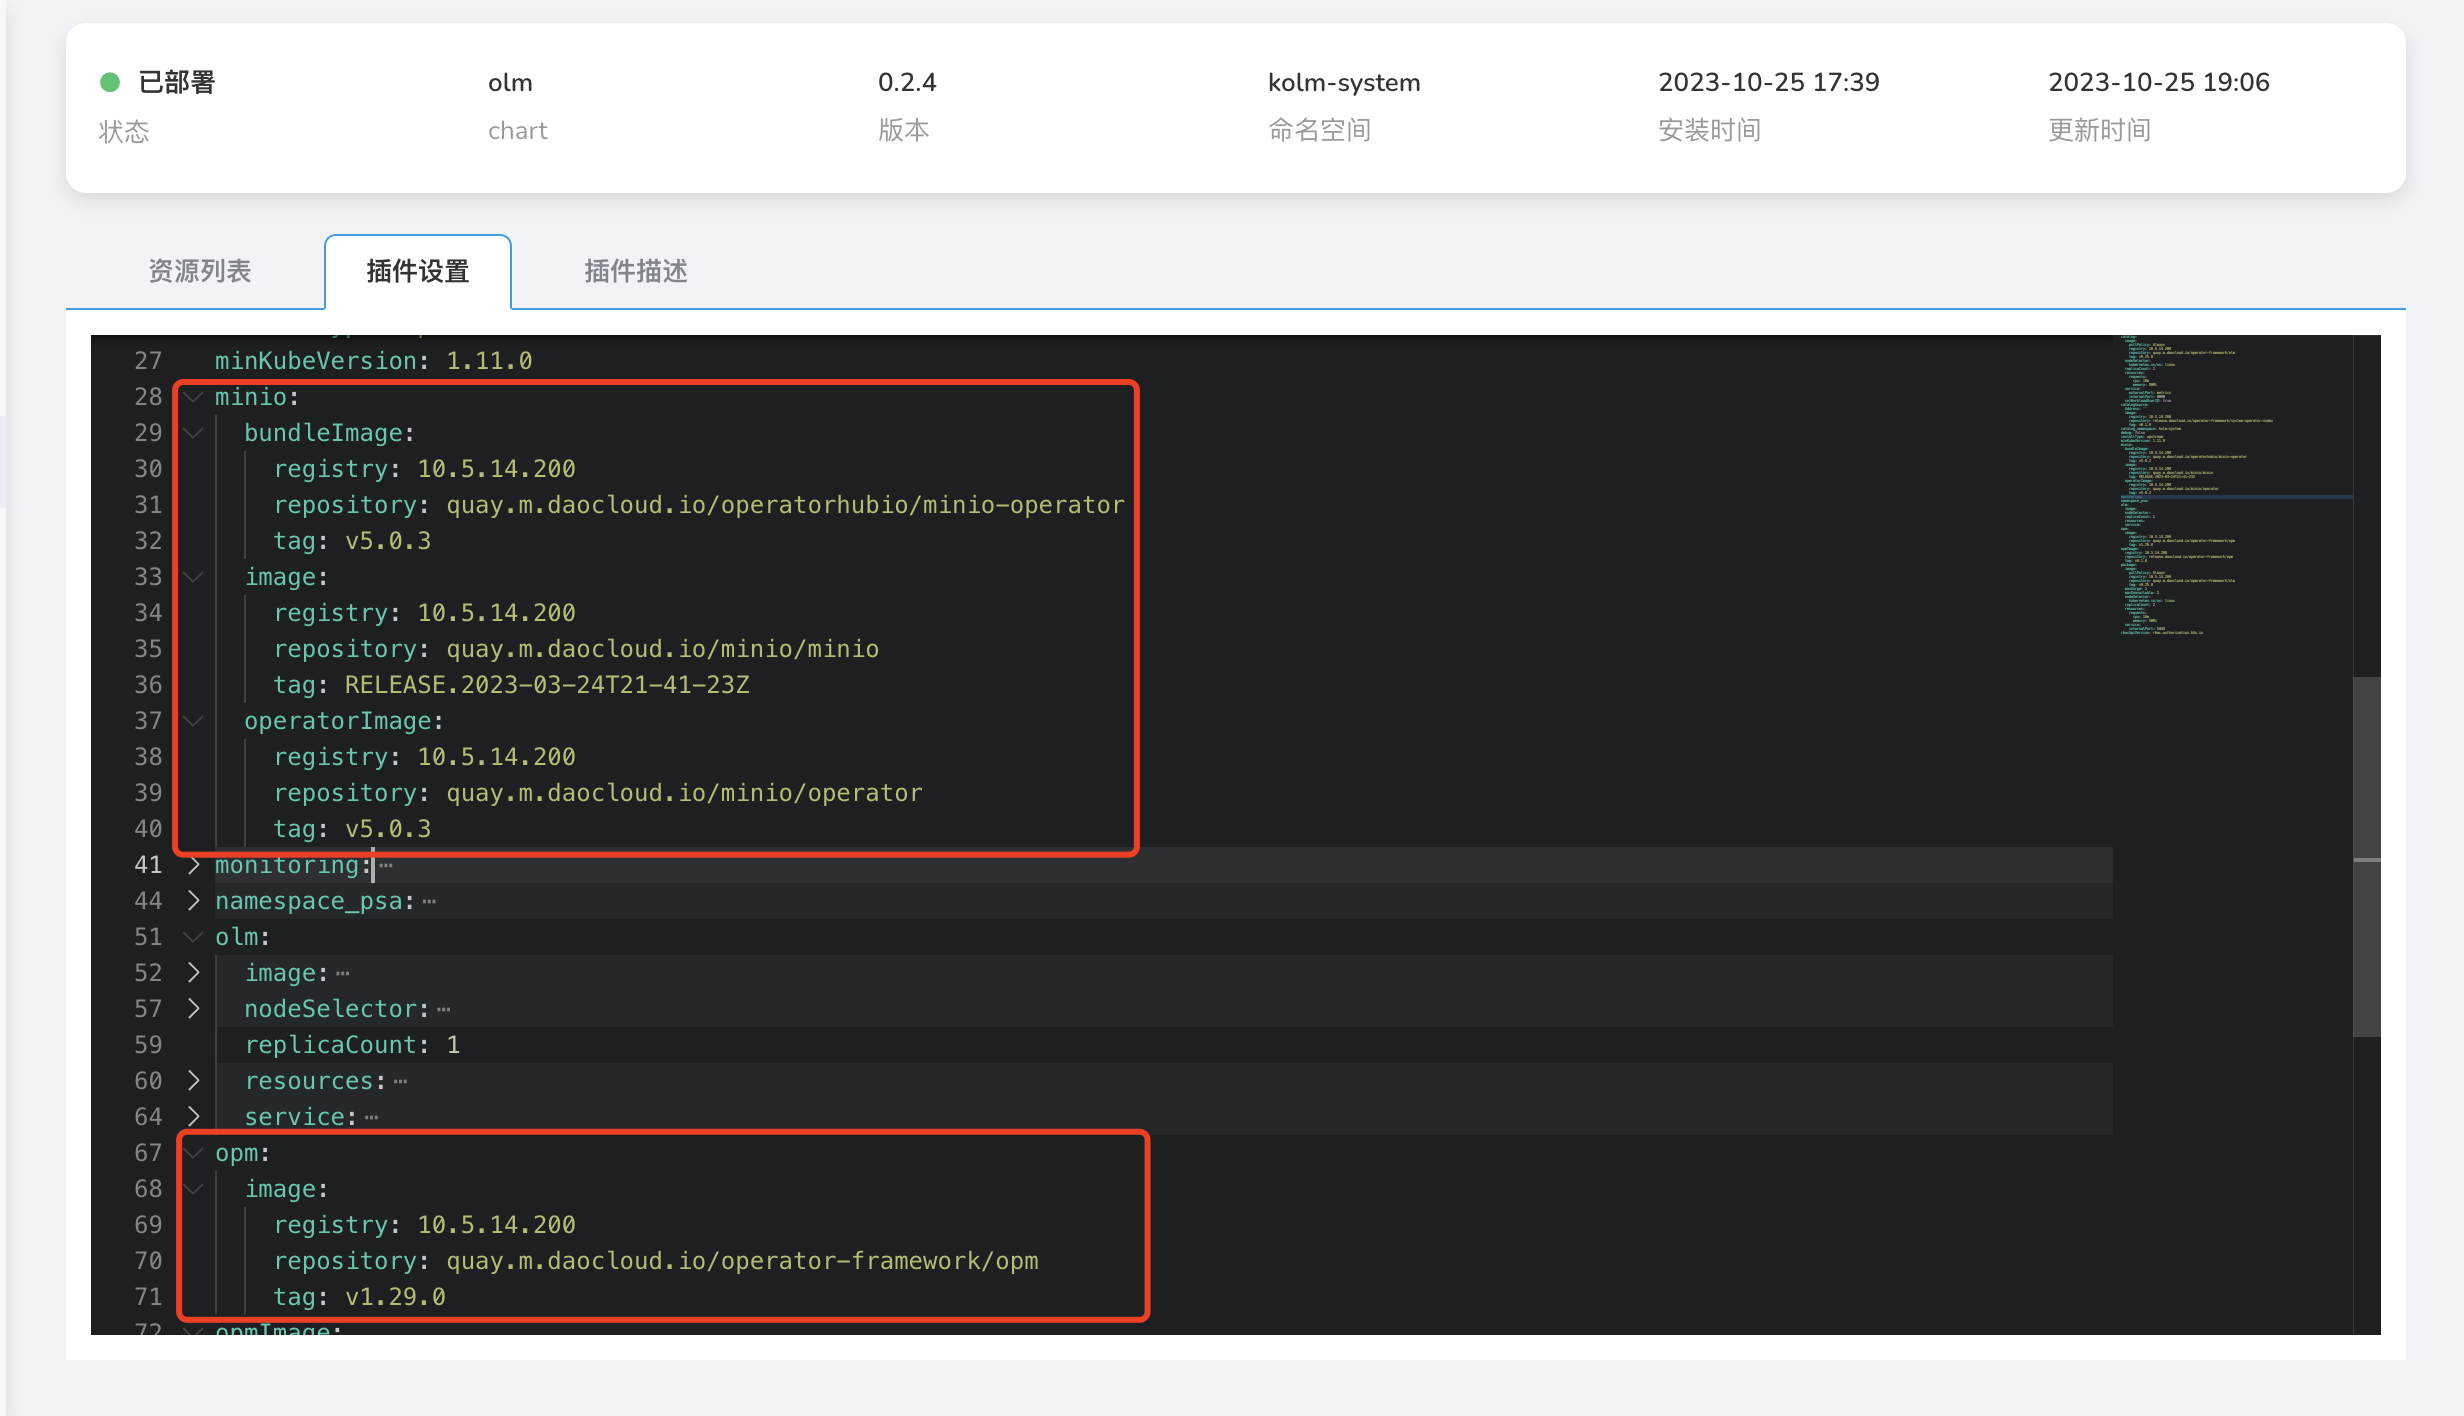 已部署 olm 0.2.4 kolm-system 2023-10-25 17:39 2023-10-25 19:06
状态 chart 版本 命名空间 安装时间 更新时间
资源列表 插件设置 插件描述
27 minKubeVersion: 1.11.0
28 minio:
29 bundleImage:
30 registry: 10.5.14.200
31 repository: quay.m.daocloud.io/operatorhubio/minio-operator
32 tag: v5.0.3
33 image:
34 registry: 10.5.14.200
35 repository: quay.m.daocloud.io/minio/minio
36 tag: RELEASE.2023-03-24T21-41-23Z
37 operatorImage:
38 registry: 10.5.14.200
39 repository: quay.m.daocloud.io/minio/operator
40 tag: v5.0.3
41 monitoring:…
44 namespace_psa:…
51 olm:
52 image:…
57 nodeSelector:…
59 replicaCount: 1
60 resources:…
64 service:…
67 opm:
68 image:
69 registry: 10.5.14.200
70 repository: quay.m.daocloud.io/operator-framework/opm
71 tag: v1.29.0
72 opmImage: